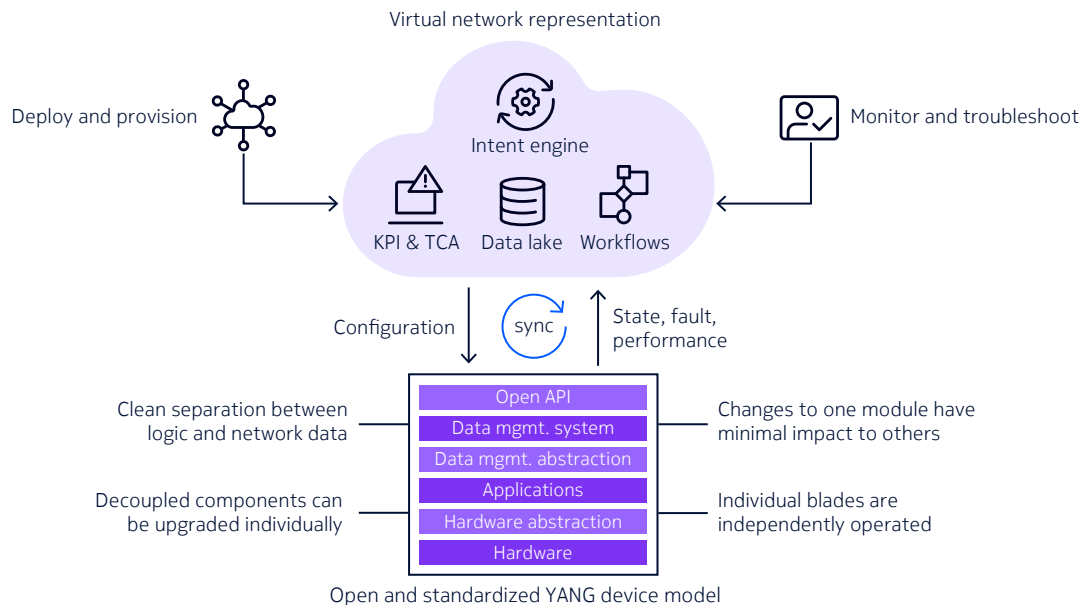 Virtual network representation
Deploy and provision
Monitor and troubleshoot
Intent engine
KPI & TCA
Data lake
Workflows
Configuration
sync
State, fault,
performance
Open API
Data mgmt. system
Data mgmt. abstraction
Applications
Hardware abstraction
Hardware
Clean separation between
logic and network data
Decoupled components can
be upgraded individually
Changes to one module have
minimal impact to others
Individual blades are
independently operated
Open and standardized YANG device model